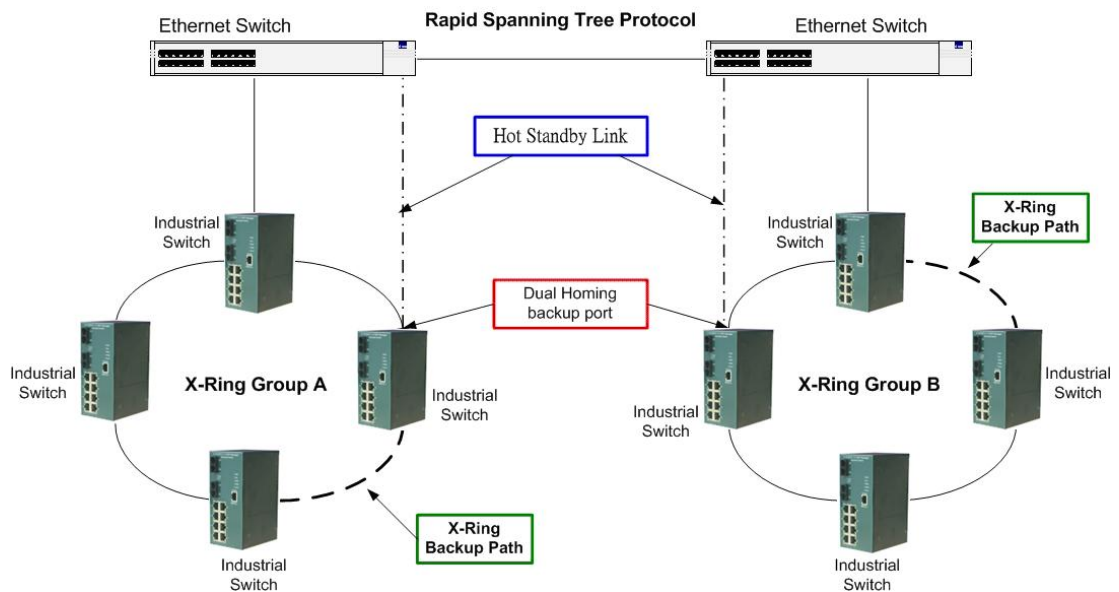 Ethernet Switch
Rapid Spanning Tree Protocol
Ethernet Switch
Hot Standby Link
Industrial
Switch
Industrial
Switch
X-Ring
Backup Path
Dual Homing
backup port
Industrial
Switch
X-Ring Group A
Industrial
Switch
Industrial
Switch
X-Ring Group B
Industrial
Switch
X-Ring
Backup Path
Industrial
Switch
Industrial
Switch